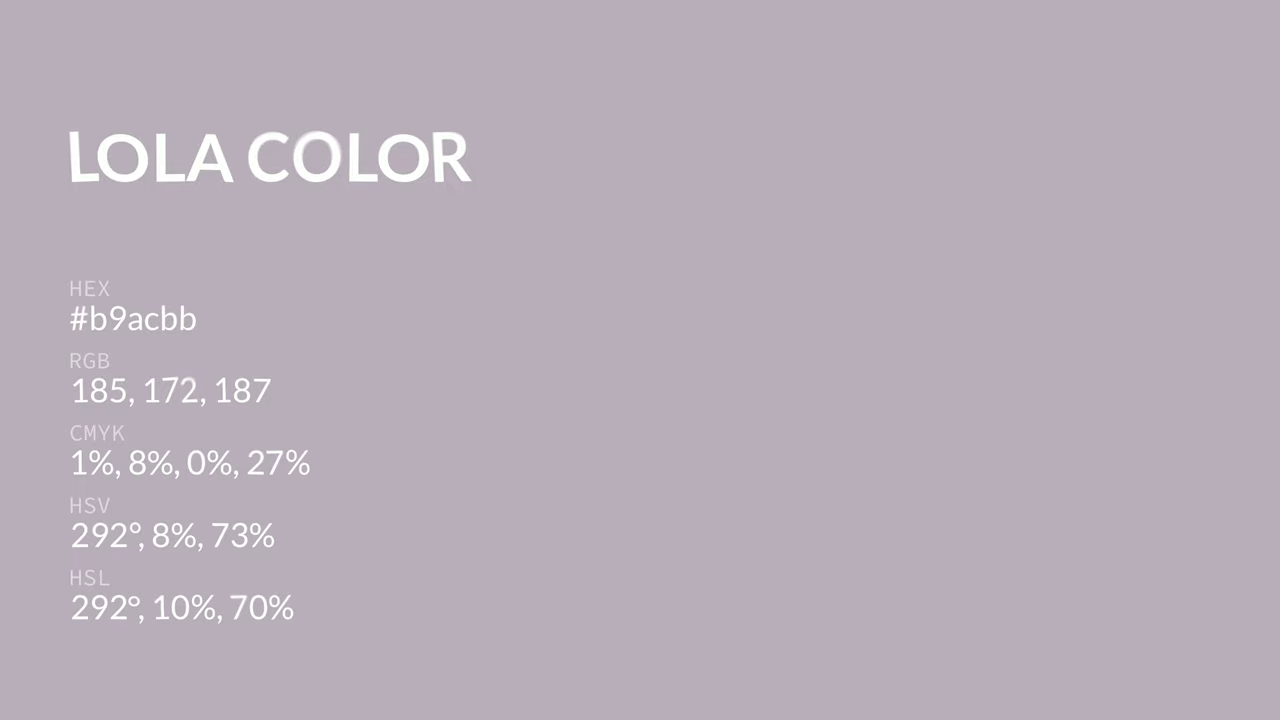 LOLA COLOR
HEX
#b9acbb
RGB
185, 172, 187
CMYK
1%, 8%, 0%, 27%
HSV
292°, 8%, 73%
HSL
292°, 10%, 70%